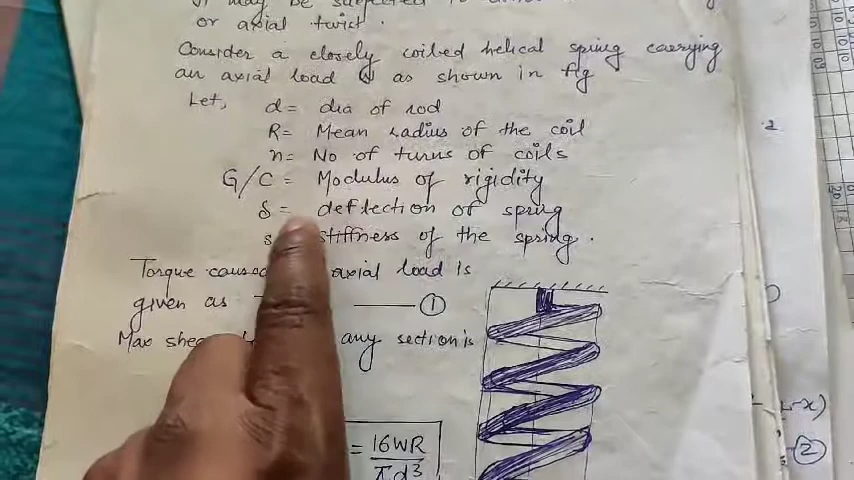 or axial twist.
Consider a closely coiled helical spring carrying
an axial load W as shown in fig
Let, d = dia of rod
R = Mean radius of the coil
n = No of turns of coils
G/C = Modulus of rigidity
δ = deflection of spring
s stiffness of the spring.
Torque axial load is
given as ①
Max any section is
= 16WR
πd³
2
-x)
②